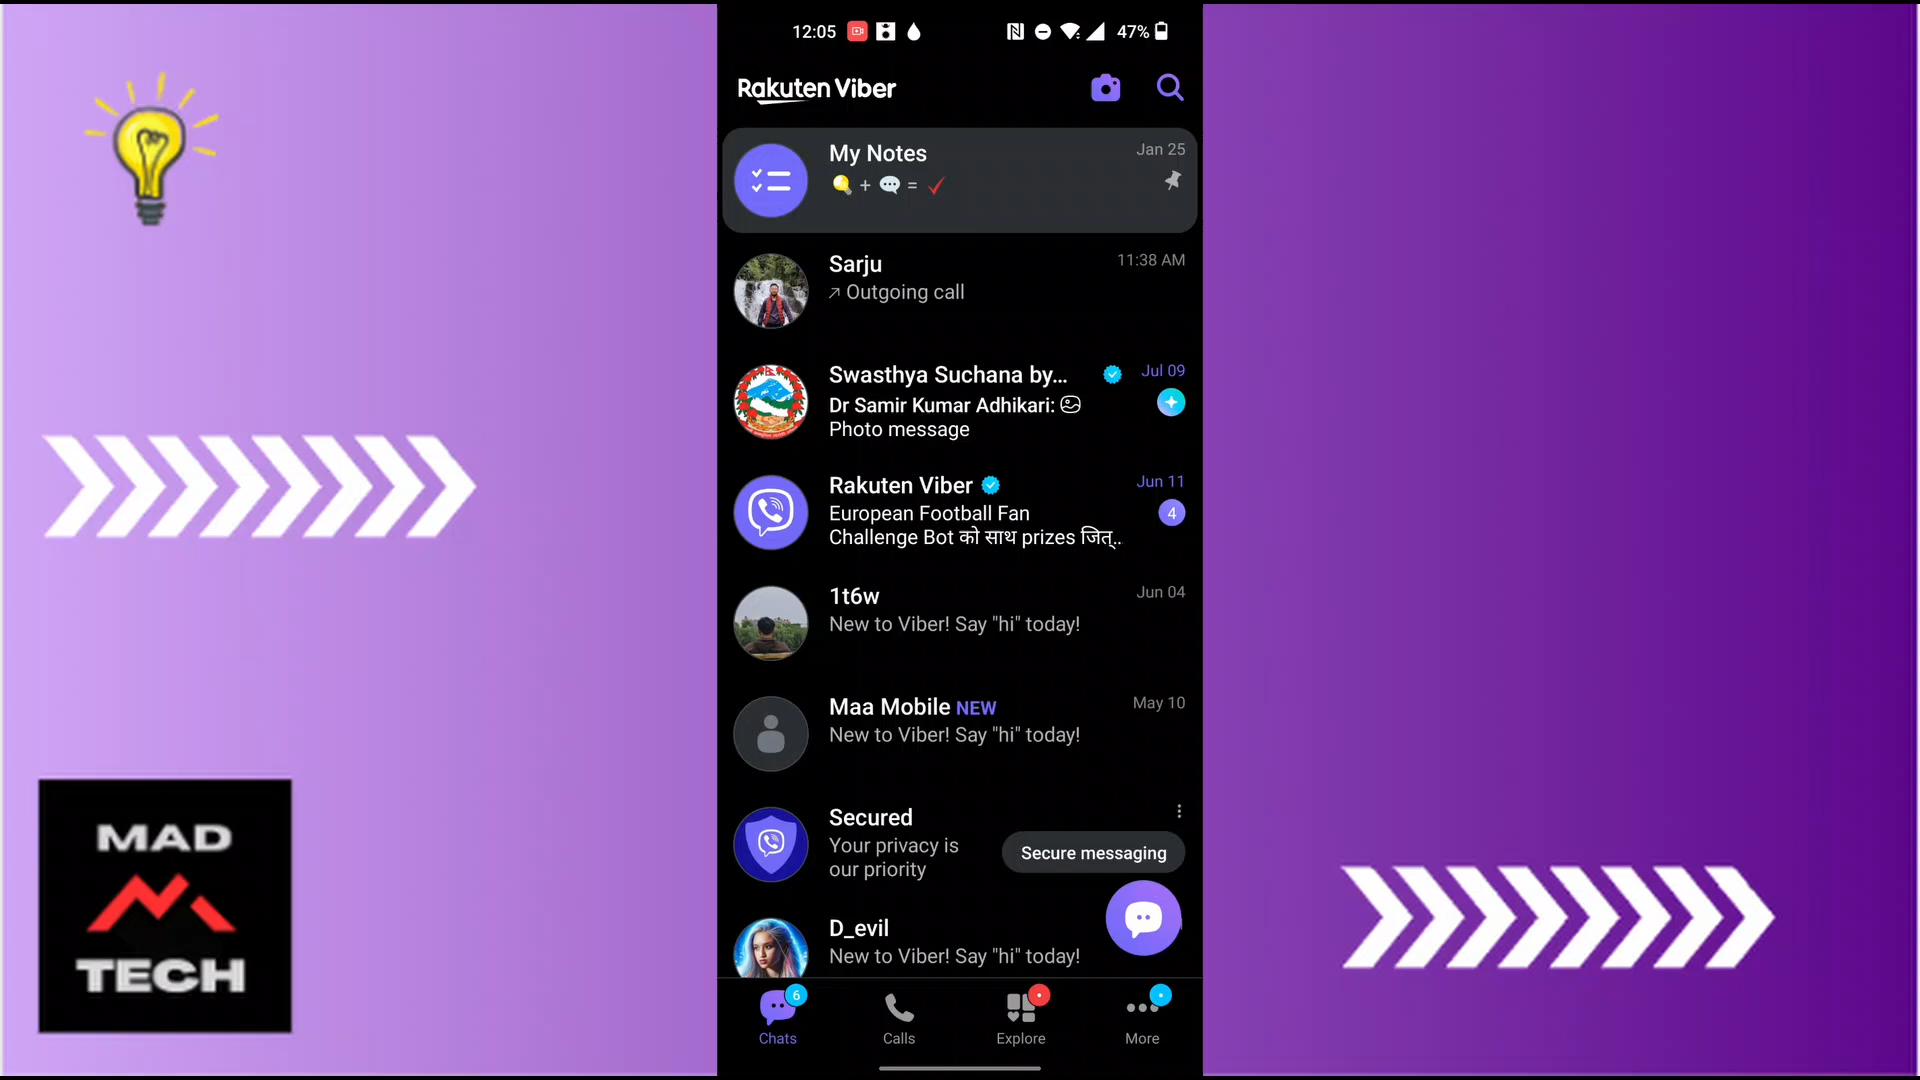 12:05
47%
Rakuten Viber
My Notes
Jan 25
+ =
Sarju
11:38 AM
Outgoing call
Swasthya Suchana by...
Jul 09
Dr Samir Kumar Adhikari:
Photo message
Rakuten Viber
Jun 11
European Football Fan
4
Challenge Bot को साथ prizes जित्..
1t6w
Jun 04
New to Viber! Say "hi" today!
Maa Mobile NEW
May 10
New to Viber! Say "hi" today!
Secured
Your privacy is
our priority
Secure messaging
D_evil
New to Viber! Say "hi" today!
6
Chats
Calls
Explore
More
MAD
TECH